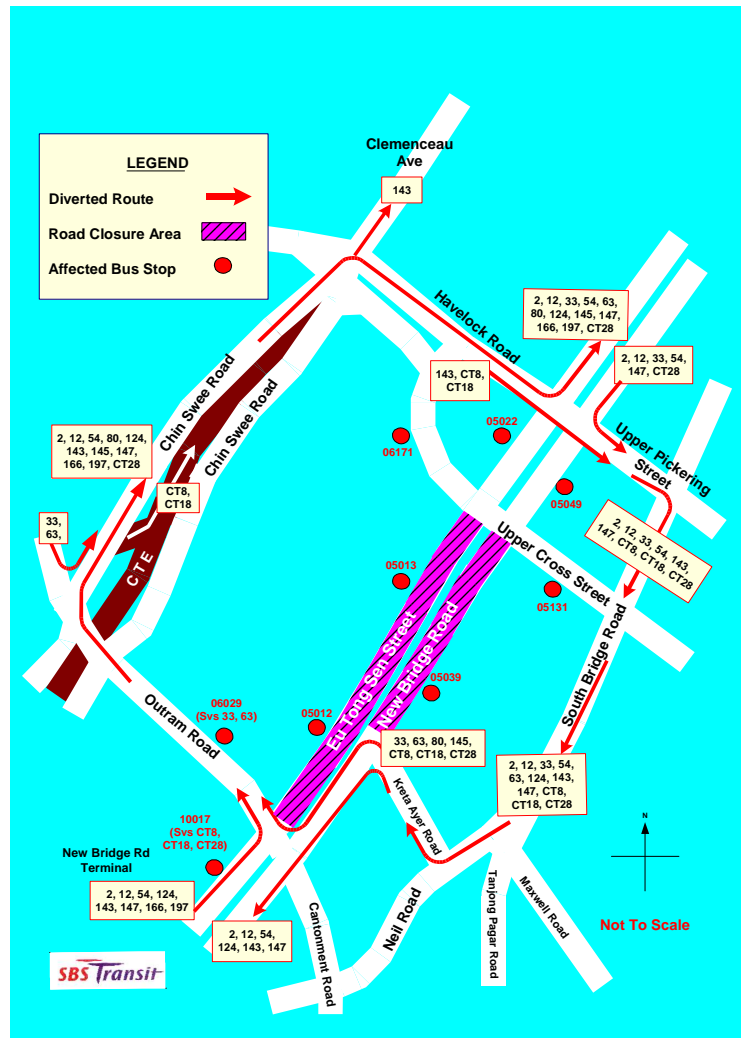 Clemenceau
Ave
LEGEND
Diverted Route
Road Closure Area
Affected Bus Stop
143
Havelock Road
2, 12, 33, 54, 63,
80, 124, 145, 147,
166, 197, CT28
2, 12, 33, 54,
147, CT28
143, CT8,
CT18
Chin Swee Road
Chin Swee Road
2, 12, 54, 80, 124,
143, 145, 147,
166, 197, CT28
CT8,
CT18
33,
63,
CTE
06171
05022
05049
Upper Pickering
Street
2, 12, 33, 54, 143,
147, CT8, CT18, CT28
Upper Cross Street
05013
05131
South Bridge Road
Eu Tong Sen Street
New Bridge Road
05039
Outram Road
06029
(Svs 33, 63)
05012
33, 63, 80, 145,
CT8, CT18, CT28
2, 12, 33, 54,
63, 124, 143,
147, CT8,
CT18, CT28
Kreta Ayer Road
10017
(Svs CT8,
CT18, CT28)
New Bridge Rd
Terminal
2, 12, 54, 124,
143, 147, 166, 197
2, 12, 54,
124, 143, 147
Cantonment Road
Neil Road
Tanjong Pagar Road
Maxwell Road
N
Not To Scale
SBS Transit